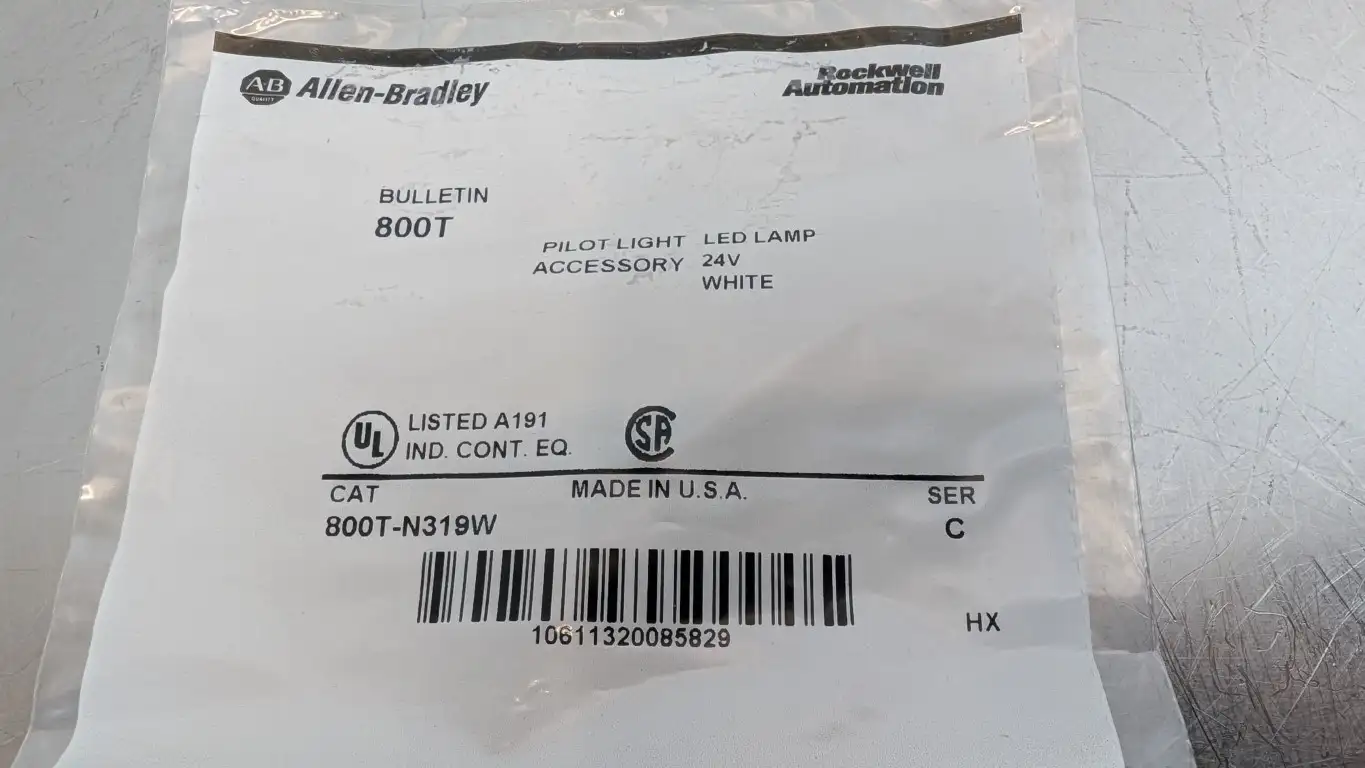 AB QUALITY Allen-Bradley
Rockwell Automation
BULLETIN
800T
PILOT LIGHT LED LAMP
ACCESSORY 24V
WHITE
UL LISTED A191
IND. CONT. EQ.
SA
CAT MADE IN U.S.A. SER
800T-N319W C
10611320085829
HX